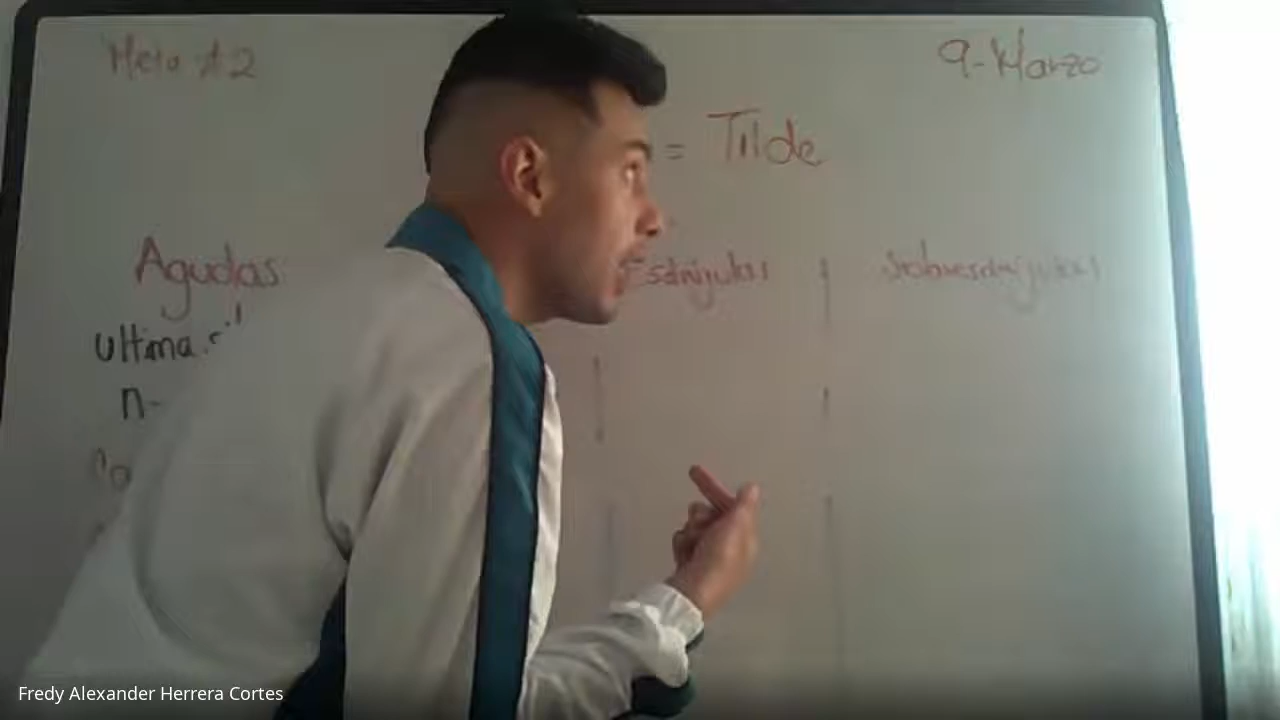 Meta #2
9-Marzo
= Tilde
Agudas Esdrújulas Sobresdrújulas
ultima
n-
Fredy Alexander Herrera Cortes